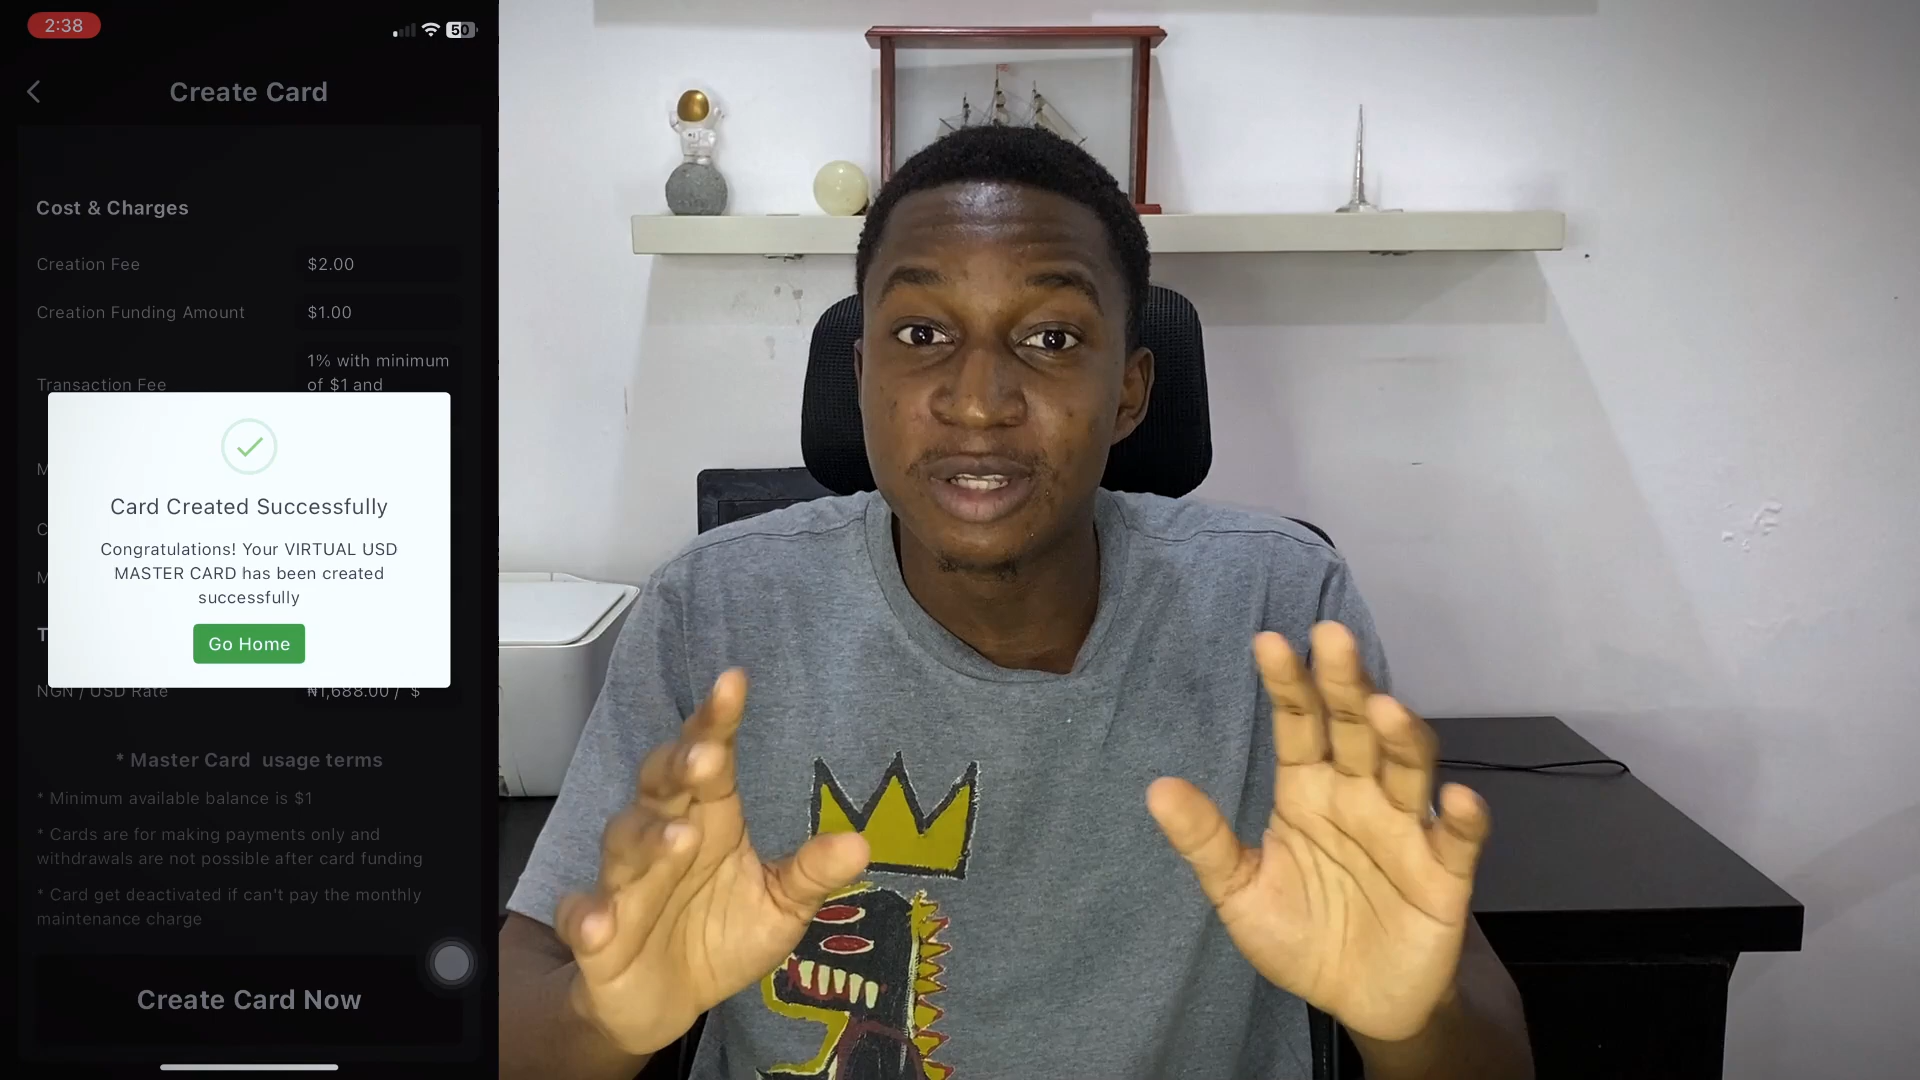 2:38
50
Create Card
Cost & Charges
Creation Fee
$2.00
Creation Funding Amount
$1.00
1% with minimum
Transaction Fee
of $1 and
M
Card Created Successfully
C
Congratulations! Your VIRTUAL USD
M
MASTER CARD has been created
successfully
T
Go Home
NGN / USD Rate
₦1,688.00 / $
* Master Card usage terms
* Minimum available balance is $1
* Cards are for making payments only and
withdrawals are not possible after card funding
* Card get deactivated if can't pay the monthly
maintenance charge
Create Card Now